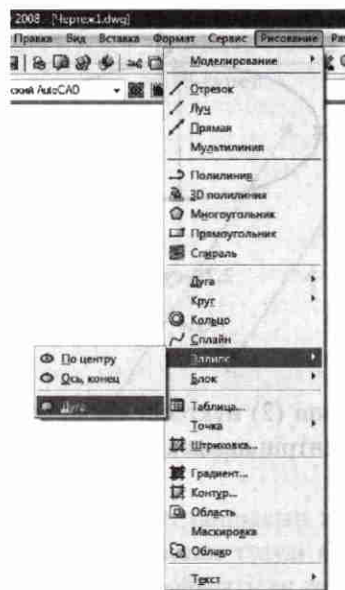 2008 - [Чертеж1.dwg]
Правка Вид Вставка Формат Сервис Рисование Ра
ский AutoCAD
Моделирование
Отрезок
Луч
Прямая
Мультилиния
Полилиния
3D полилиния
Многоугольник
Прямоугольник
Спираль
Дуга
Круг
Кольцо
Сплайн
Эллипс
По центру
Ось, конец
Дуга
Блок
Таблица...
Точка
Штриховка...
Градиент...
Контур...
Область
Маскировка
Облако
Текст